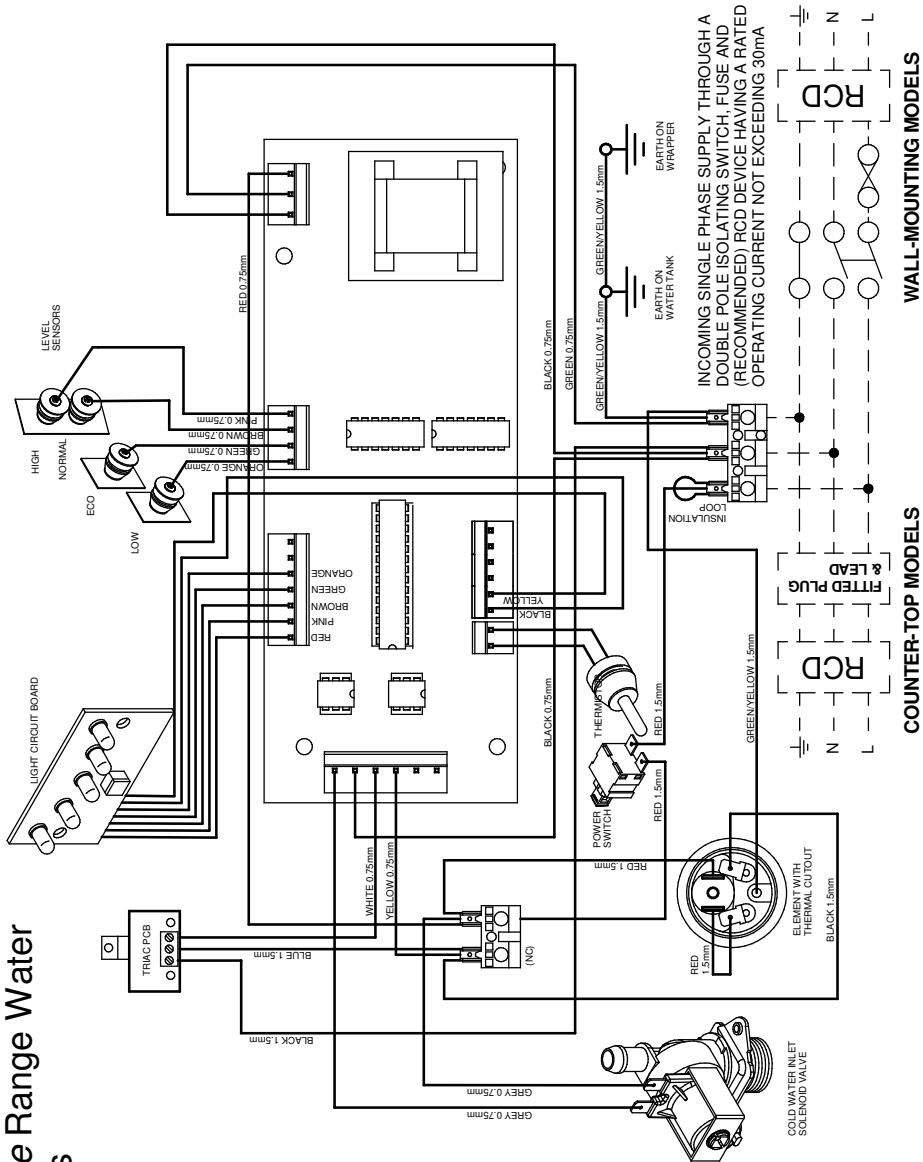 e Range Water
s
LIGHT CIRCUIT BOARD
LEVEL
SENSORS
HIGH
NORMAL
ECO
LOW
TRIAC PCB
BLACK 1.5mm
BLUE 1.5mm
WHITE 0.75mm
YELLOW 0.75mm
RED
PINK
BROWN
GREEN
ORANGE
ORANGE 0.75mm
GREEN 0.75mm
BROWN 0.75mm
PINK 0.75mm
RED 0.75mm
BLACK
YELLOW
BLACK 0.75mm
THERMISTOR
POWER
SWITCH
RED 1.5mm
RED 1.5mm
RED 1.5mm
(NC)
GREY 0.75mm
GREY 0.75mm
COLD WATER INLET
SOLENOID VALVE
RED
1.5mm
ELEMENT WITH
THERMAL CUTOUT
BLACK 1.5mm
GREEN/YELLOW 1.5mm
INSULATION
LOOP
BLACK 0.75mm
GREEN 0.75mm
GREEN/YELLOW 1.5mm
GREEN/YELLOW 1.5mm
GREEN/YELLOW 1.5mm
EARTH ON
WATER TANK
EARTH ON
WRAPPER
INCOMING SINGLE PHASE SUPPLY THROUGH A
DOUBLE POLE ISOLATING SWITCH, FUSE AND
(RECOMMENDED) RCD DEVICE HAVING A RATED
OPERATING CURRENT NOT EXCEEDING 30mA
N
L
RCD
FITTED PLUG
& LEAD
RCD
N
L
COUNTER-TOP MODELS
WALL-MOUNTING MODELS